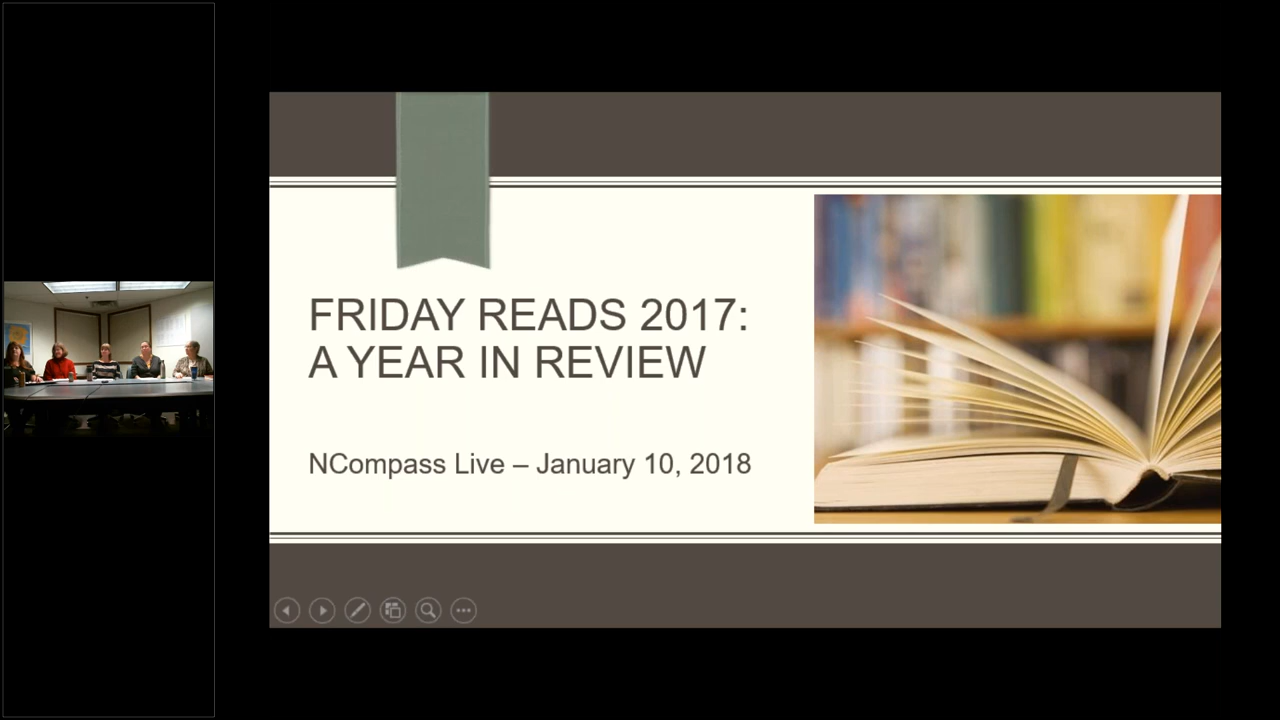 FRIDAY READS 2017:
A YEAR IN REVIEW
NCompass Live – January 10, 2018